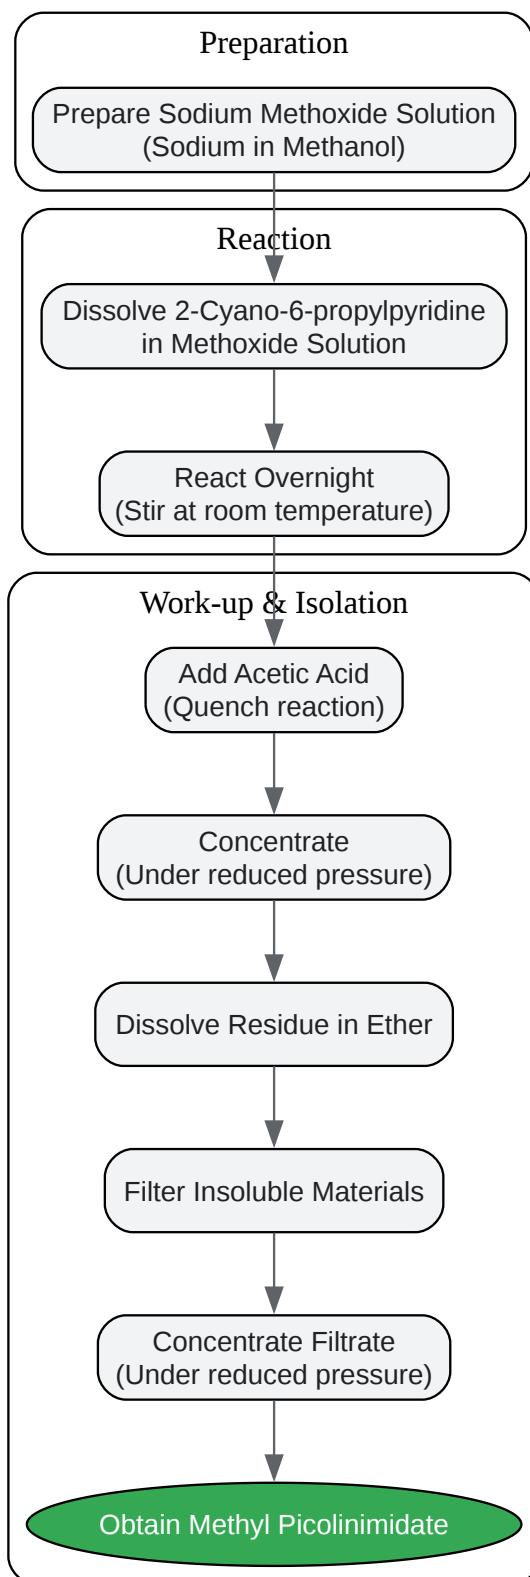 Preparation
Prepare Sodium Methoxide Solution
(Sodium in Methanol)
Reaction
Dissolve 2-Cyano-6-propylpyridine
in Methoxide Solution
React Overnight
(Stir at room temperature)
Work-up & Isolation
Add Acetic Acid
(Quench reaction)
Concentrate
(Under reduced pressure)
Dissolve Residue in Ether
Filter Insoluble Materials
Concentrate Filtrate
(Under reduced pressure)
Obtain Methyl Picolinimidate